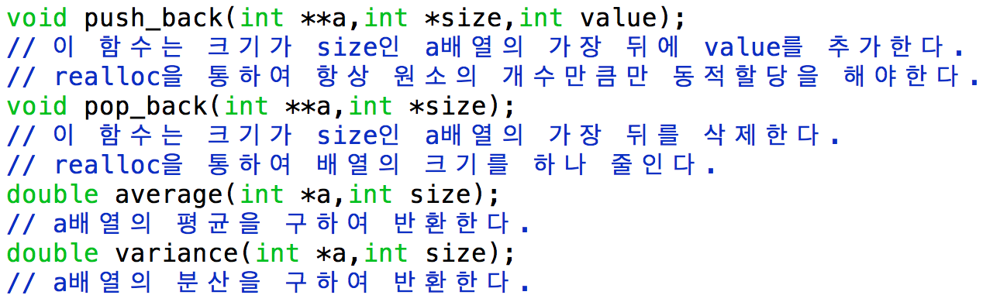 void push_back(int **a,int *size,int value);
// 이 함수는 크기가 size인 a배열의 가장 뒤에 value를 추가한다.
// realloc을 통하여 항상 원소의 개수만큼만 동적할당을 해야한다.
void pop_back(int **a,int *size);
// 이 함수는 크기가 size인 a배열의 가장 뒤를 삭제한다.
// realloc을 통하여 배열의 크기를 하나 줄인다.
double average(int *a,int size);
// a배열의 평균을 구하여 반환한다.
double variance(int *a,int size);
// a배열의 분산을 구하여 반환한다.